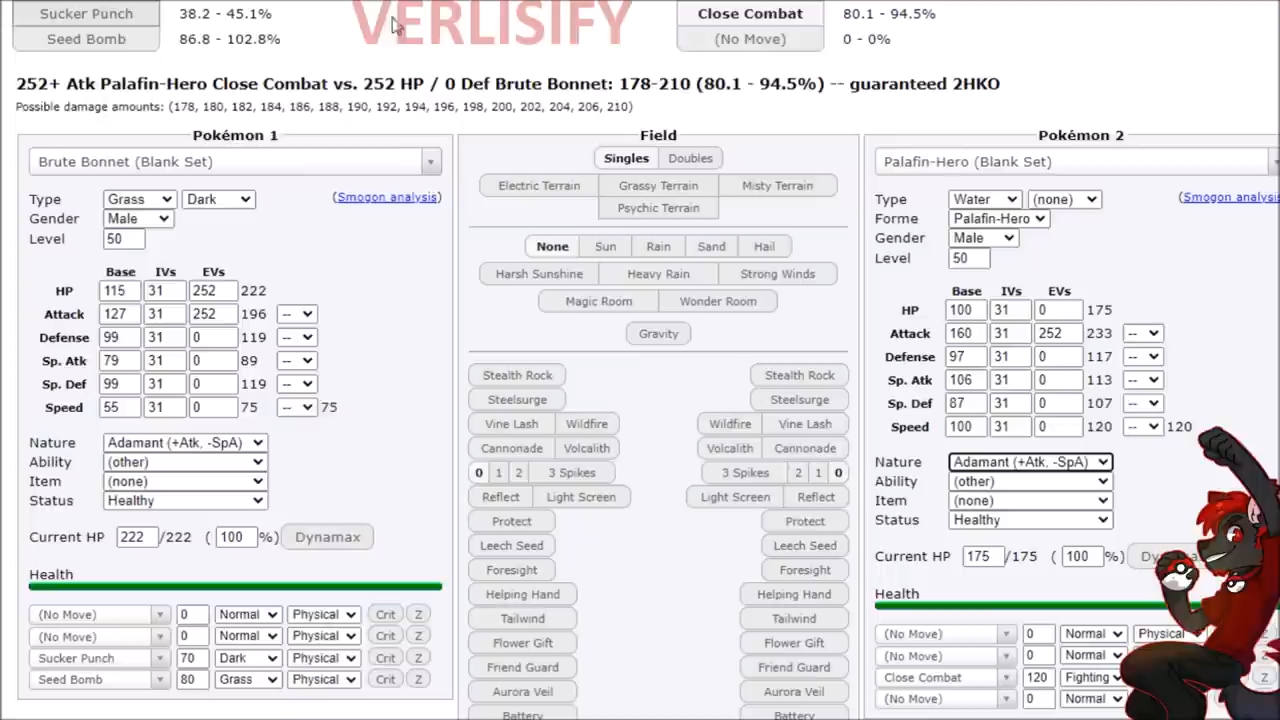 Sucker Punch 38.2 - 45.1% VERLISIFY Close Combat 80.1 - 94.5%
Seed Bomb 86.8 - 102.8% (No Move) 0 - 0%
252+ Atk Palafin-Hero Close Combat vs. 252 HP / 0 Def Brute Bonnet: 178-210 (80.1 - 94.5%) -- guaranteed 2HKO
Possible damage amounts: (178, 180, 182, 184, 186, 188, 190, 192, 194, 196, 198, 200, 202, 204, 206, 210)
Pokémon 1
Brute Bonnet (Blank Set)
Type Grass Dark (Smogon analysis)
Gender Male
Level 50
Base IVs EVs
HP 115 31 252 222
Attack 127 31 252 196 --
Defense 99 31 0 119 --
Sp. Atk 79 31 0 89 --
Sp. Def 99 31 0 119 --
Speed 55 31 0 75 -- 75
Nature Adamant (+Atk, -SpA)
Ability (other)
Item (none)
Status Healthy
Current HP 222 /222 ( 100 %) Dynamax
Health
(No Move) 0 Normal Physical Crit Z
(No Move) 0 Normal Physical Crit Z
Sucker Punch 70 Dark Physical Crit Z
Seed Bomb 80 Grass Physical Crit Z
Field
Singles Doubles
Electric Terrain Grassy Terrain Misty Terrain
Psychic Terrain
None Sun Rain Sand Hail
Harsh Sunshine Heavy Rain Strong Winds
Magic Room Wonder Room
Gravity
Stealth Rock Stealth Rock
Steelsurge Steelsurge
Vine Lash Wildfire Wildfire Vine Lash
Cannonade Volcalith Volcalith Cannonade
0 1 2 3 Spikes 3 Spikes 2 1 0
Reflect Light Screen Light Screen Reflect
Protect Protect
Leech Seed Leech Seed
Foresight Foresight
Helping Hand Helping Hand
Tailwind Tailwind
Flower Gift Flower Gift
Friend Guard Friend Guard
Aurora Veil Aurora Veil
Battery Battery
Pokémon 2
Palafin-Hero (Blank Set)
Type Water (none) (Smogon analysis)
Forme Palafin-Hero
Gender Male
Level 50
Base IVs EVs
HP 100 31 0 175
Attack 160 31 252 233 --
Defense 97 31 0 117 --
Sp. Atk 106 31 0 113 --
Sp. Def 87 31 0 107 --
Speed 100 31 0 120 -- 120
Nature Adamant (+Atk, -SpA)
Ability (other)
Item (none)
Status Healthy
Current HP 175 /175 ( 100 %)
Health
(No Move) 0 Normal Physical
(No Move) 0 Normal
Close Combat 120 Fighting Z
(No Move) 0 Normal